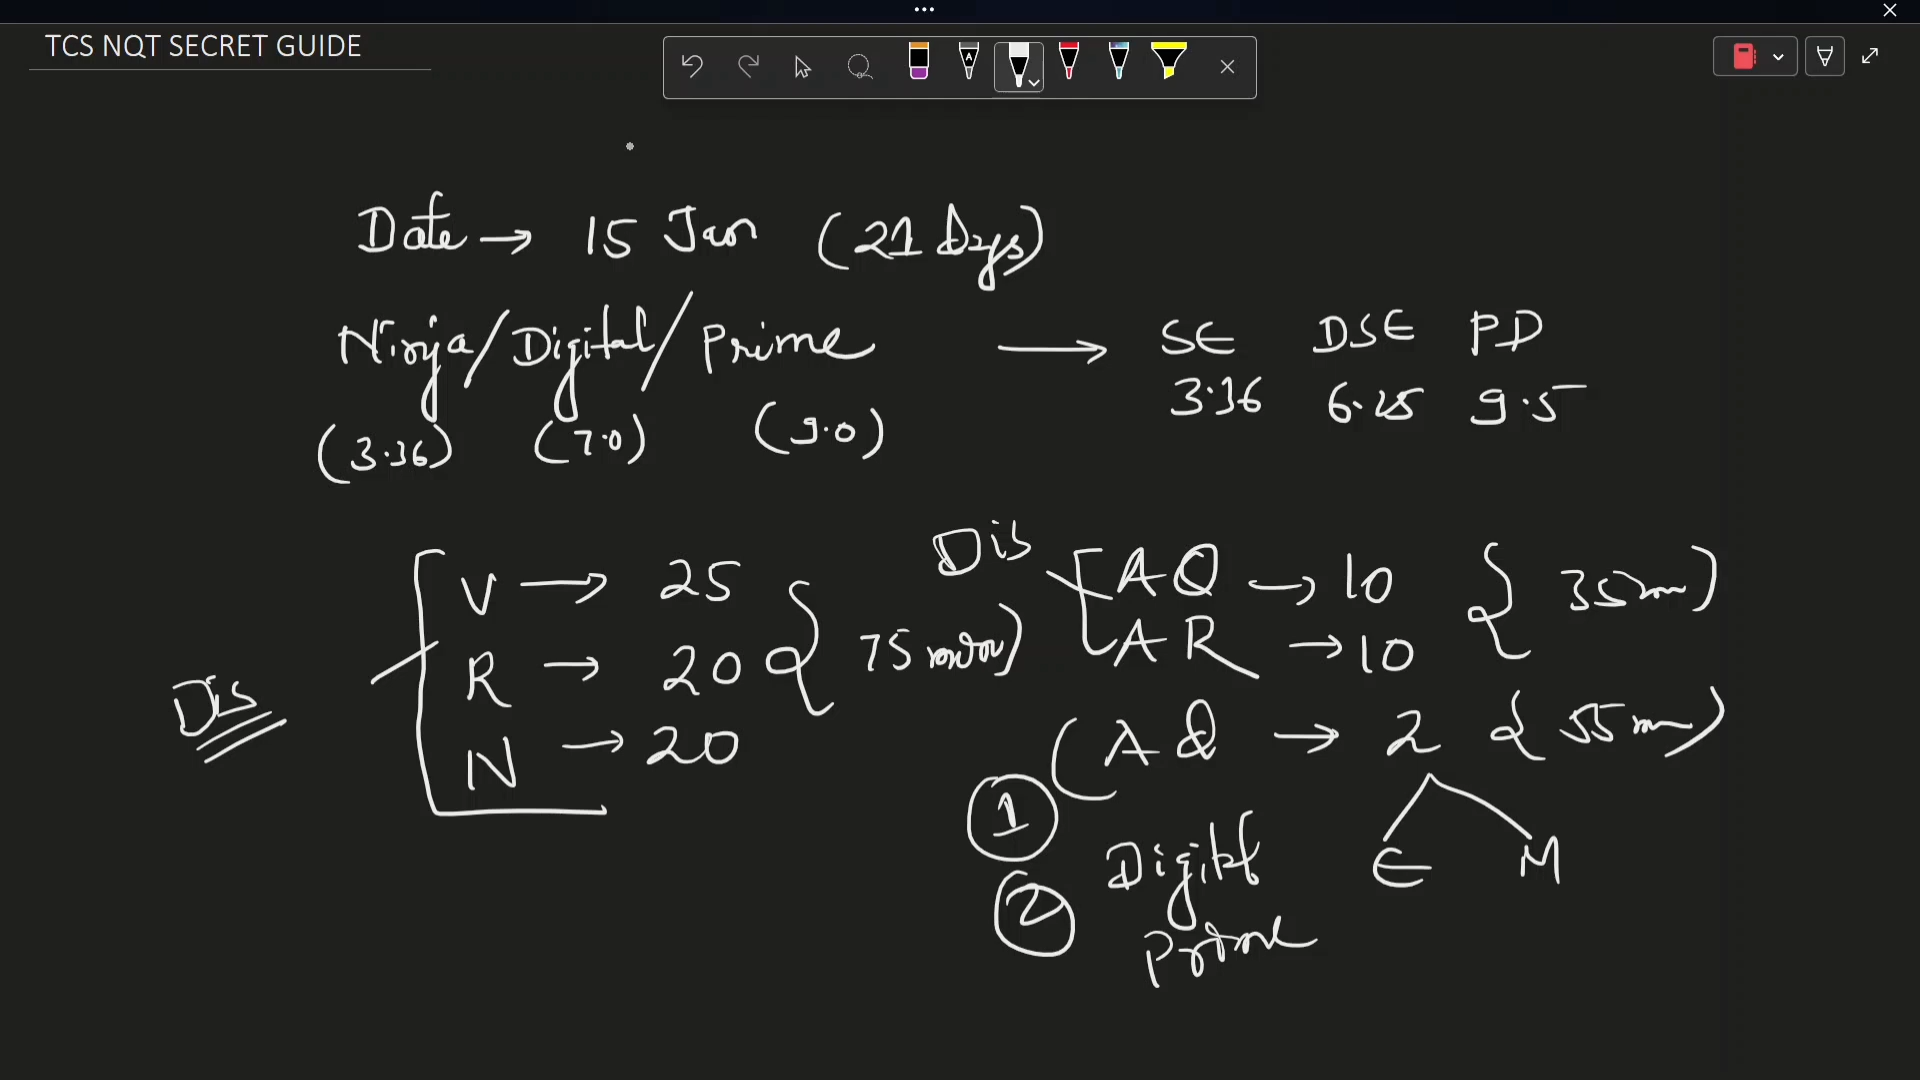 TCS NQT SECRET GUIDE
Date → 15 Jan (21 Days)
Ninja/Digital/Prime → SE DSE PD
(3.36) (7.0) (9.0) 3.36 6.25 9.5
Dis
V → 25
R → 20
N → 20
75 min)
Dis
AQ → 10
AR → 10
35 m)
(AQ → 2 { 55 m)
E M
1 Digital
2 Prime